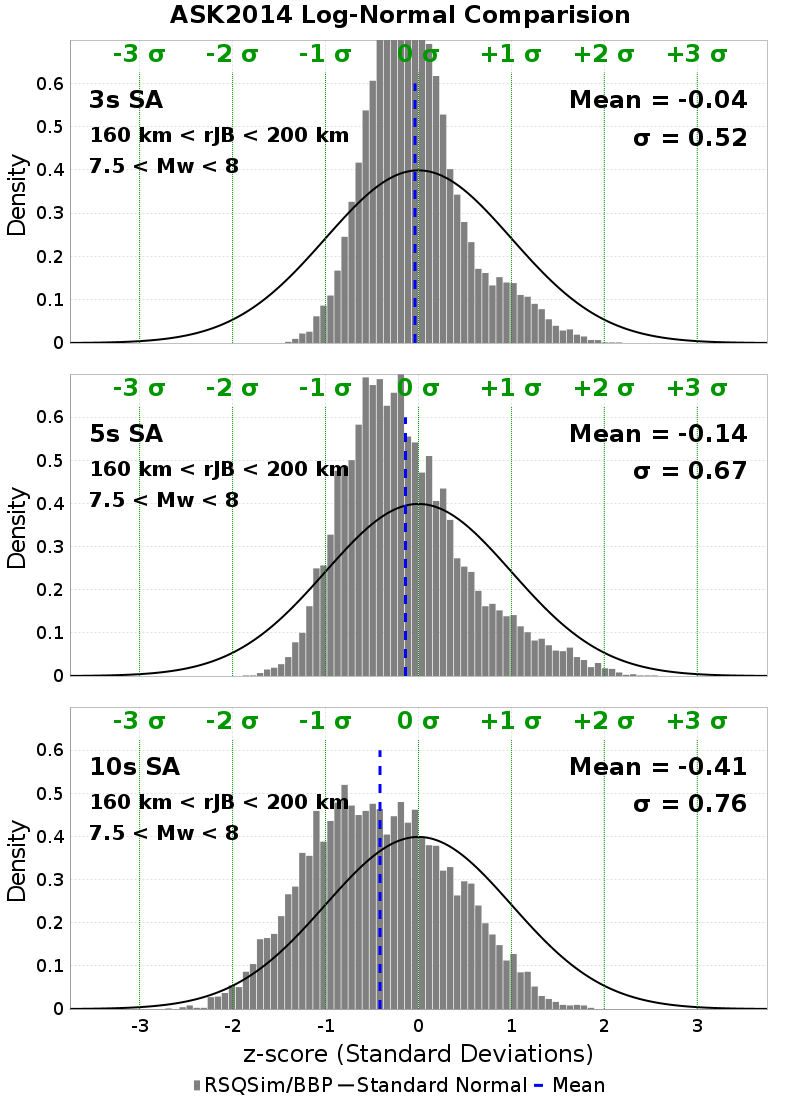 ASK2014 Log-Normal Comparision
-3 σ -2 σ -1 σ 0 σ +1 σ +2 σ +3 σ
3s SA
Mean = -0.04
160 km < rJB < 200 km
σ = 0.52
7.5 < Mw < 8
Density
0.6
0.5
0.4
0.3
0.2
0.1
0
-3 σ -2 σ -1 σ 0 σ +1 σ +2 σ +3 σ
5s SA
Mean = -0.14
160 km < rJB < 200 km
σ = 0.67
7.5 < Mw < 8
Density
0.6
0.5
0.4
0.3
0.2
0.1
0
-3 σ -2 σ -1 σ 0 σ +1 σ +2 σ +3 σ
10s SA
Mean = -0.41
160 km < rJB < 200 km
σ = 0.76
7.5 < Mw < 8
Density
0.6
0.5
0.4
0.3
0.2
0.1
0
-3 -2 -1 0 1 2 3
z-score (Standard Deviations)
RSQSim/BBP Standard Normal Mean